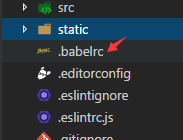 src
static
.babelrc
.editorconfig
.eslintignore
.eslintrc.js
.gitignore